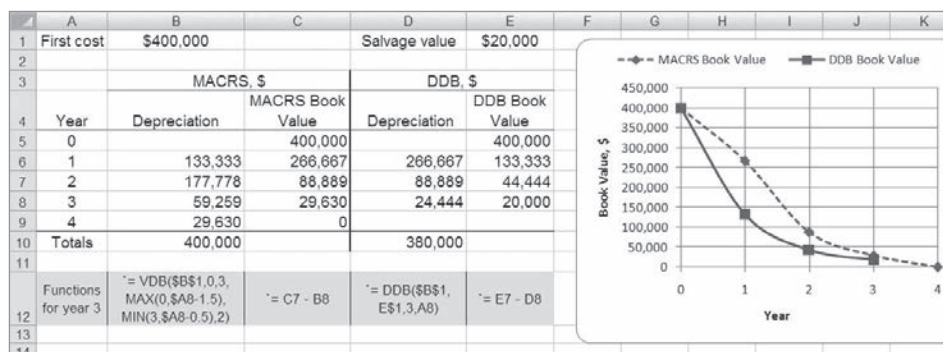 A B C D E F G H I J K
1 First cost $400,000 Salvage value $20,000
2
3 MACRS, $ DDB, $
MACRS Book DDB Book
4 Year Depreciation Value Depreciation Value
5 0 400,000 400,000
6 1 133,333 266,667 266,667 133,333
7 2 177,778 88,889 88,889 44,444
8 3 59,259 29,630 24,444 20,000
9 4 29,630 0
10 Totals 400,000 380,000
11
12 Functions for year 3
`= VDB($B$1,0,3,
MAX(0,$A8-1.5),
MIN(3,$A8-0.5),2)
`= C7 - B8
`= DDB($B$1,
E$1,3,A8)
`= E7 - D8
13
14
MACRS Book Value DDB Book Value
Book Value, $
450,000
400,000
350,000
300,000
250,000
200,000
150,000
100,000
50,000
0
0 1 2 3 4
Year